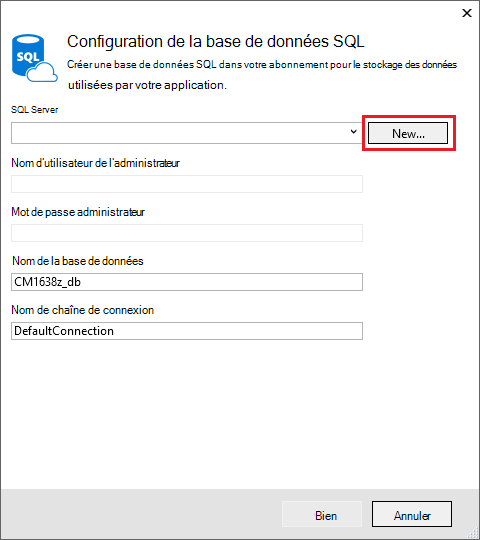 SQL
Configuration de la base de données SQL
Créer une base de données SQL dans votre abonnement pour le stockage des données
utilisées par votre application.
SQL Server
New...
Nom d'utilisateur de l'administrateur
Mot de passe administrateur
Nom de la base de données
CM1638z_db
Nom de chaîne de connexion
DefaultConnection
Bien
Annuler